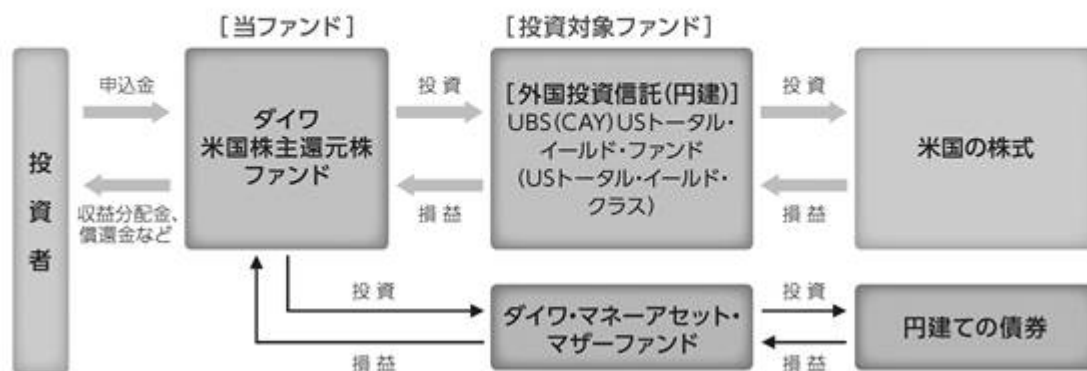 [当ファンド]
[投資対象ファンド]
投資者
申込金
収益分配金、
償還金など
ダイワ
米国株主還元株
ファンド
投資
損益
[外国投資信託(円建)]
UBS(CAY)USトータル・
イールド・ファンド
(USトータル・イールド・
クラス)
投資
損益
米国の株式
投資
損益
ダイワ・マネーアセット・
マザーファンド
投資
損益
円建ての債券